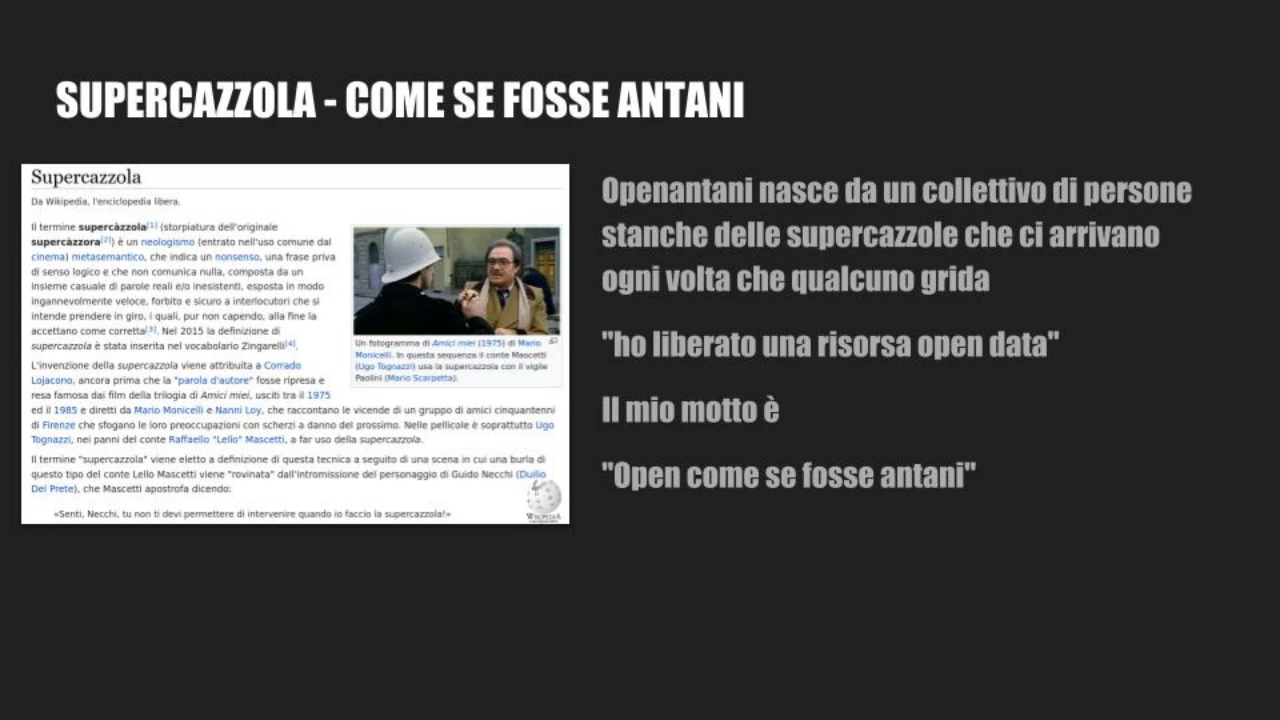 SUPERCAZZOLA - COME SE FOSSE ANTANI
Supercazzola
Da Wikipedia, l'enciclopedia libera.
Il termine supercàzzola[1] (storpiatura dell'originale
supercàzzora[2]) è un neologismo (entrato nell'uso comune dal
cinema) metasemantico, che indica un nonsenso, una frase priva
di senso logico e che non comunica nulla, composta da un
insieme casuale di parole reali e/o inesistenti, esposta in modo
ingannevolmente veloce, forbito e sicuro a interlocutori che si
intende prendere in giro, i quali, pur non capendo, alla fine la
accettano come corretta[3]. Nel 2015 la definizione di
supercazzola è stata inserita nel vocabolario Zingarelli[4].
Un fotogramma di Amici miei (1975) di Mario
Monicelli. In questa sequenza il conte Mascetti
(Ugo Tognazzi) usa la supercazzola con il vigile
Paolini (Mario Scarpetta).
L'invenzione della supercazzola viene attribuita a Corrado
Lojacono, ancora prima che la "parola d'autore" fosse ripresa e
resa famosa dai film della trilogia di Amici miei, usciti tra il 1975
ed il 1985 e diretti da Mario Monicelli e Nanni Loy, che raccontano le vicende di un gruppo di amici cinquantenni
di Firenze che sfogano le loro preoccupazioni con scherzi a danno del prossimo. Nelle pellicole è soprattutto Ugo
Tognazzi, nei panni del conte Raffaello "Lello" Mascetti, a far uso della supercazzola.
Il termine "supercazzola" viene eletto a definizione di questa tecnica a seguito di una scena in cui una burla di
questo tipo del conte Lello Mascetti viene "rovinata" dall'intromissione del personaggio di Guido Necchi (Duilio
Del Prete), che Mascetti apostrofa dicendo:
«Senti, Necchi, tu non ti devi permettere di intervenire quando io faccio la supercazzola!»
WIKIPEDIA
Openantani nasce da un collettivo di persone
stanche delle supercazzole che ci arrivano
ogni volta che qualcuno grida
"ho liberato una risorsa open data"
Il mio motto è
"Open come se fosse antani"